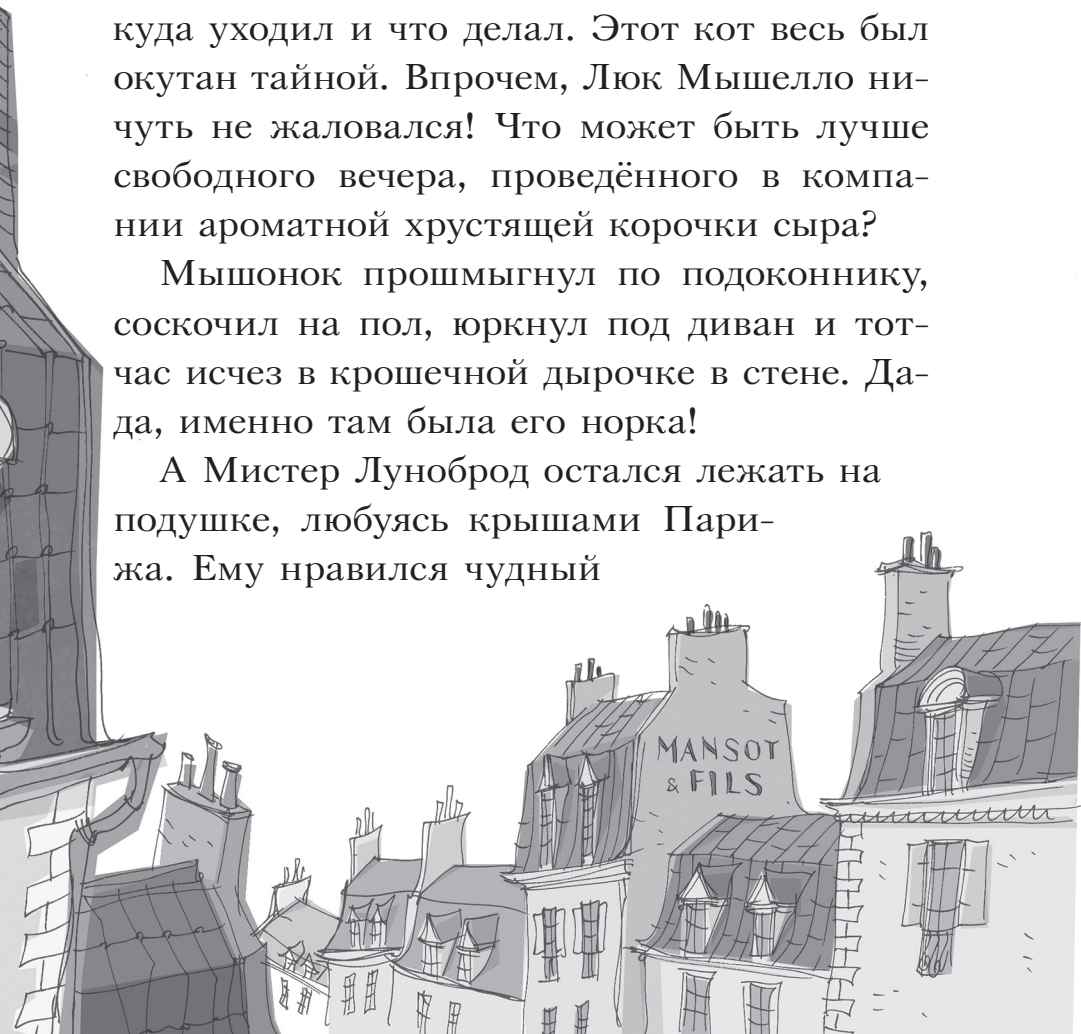 куда уходил и что делал. Этот кот весь был
окутан тайной. Впрочем, Люк Мышелло ни-
чуть не жаловался! Что может быть лучше
свободного вечера, проведённого в компа-
нии ароматной хрустящей корочки сыра?
Мышонок прошмыгнул по подоконнику,
соскочил на пол, юркнул под диван и тот-
час исчез в крошечной дырочке в стене. Да-
да, именно там была его норка!
А Мистер Луноброд остался лежать на
подушке, любуясь крышами Пари-
жа. Ему нравился чудный
MANSOT
& FILS